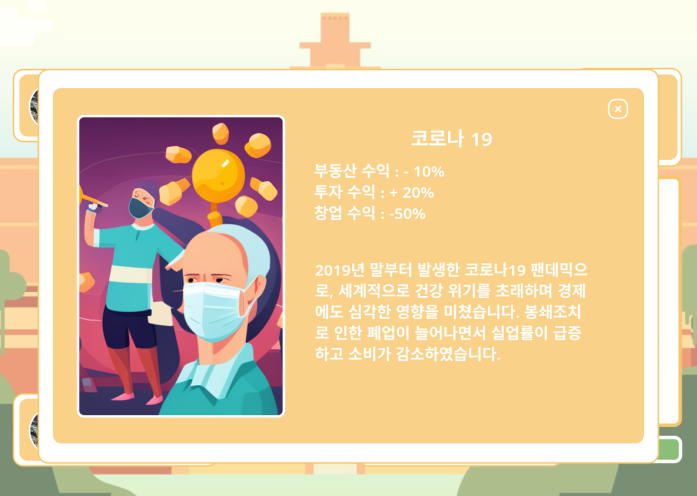 코로나 19
부동산 수익 : - 10%
투자 수익 : + 20%
창업 수익 : -50%
2019년 말부터 발생한 코로나19 팬데믹으
로, 세계적으로 건강 위기를 초래하며 경제
에도 심각한 영향을 미쳤습니다. 봉쇄조치
로 인한 폐업이 늘어나면서 실업률이 급증
하고 소비가 감소하였습니다.